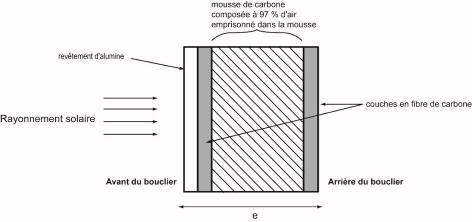 mousse de carbone
composée à 97 % d'air
emprisonné dans la mousse
revêtement d'alumine
couches en fibre de carbone
Rayonnement solaire
Avant du bouclier
Arrière du bouclier
e